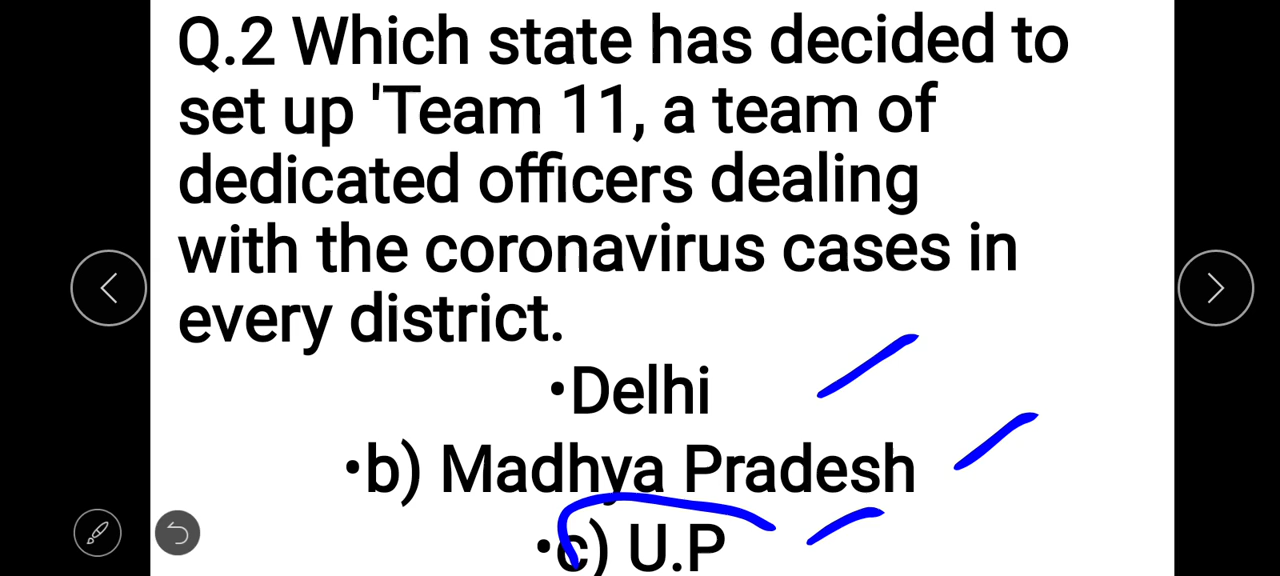 Q.2 Which state has decided to
set up 'Team 11, a team of
dedicated officers dealing
with the coronavirus cases in
every district.
•Delhi
•b) Madhya Pradesh
•c) U.P